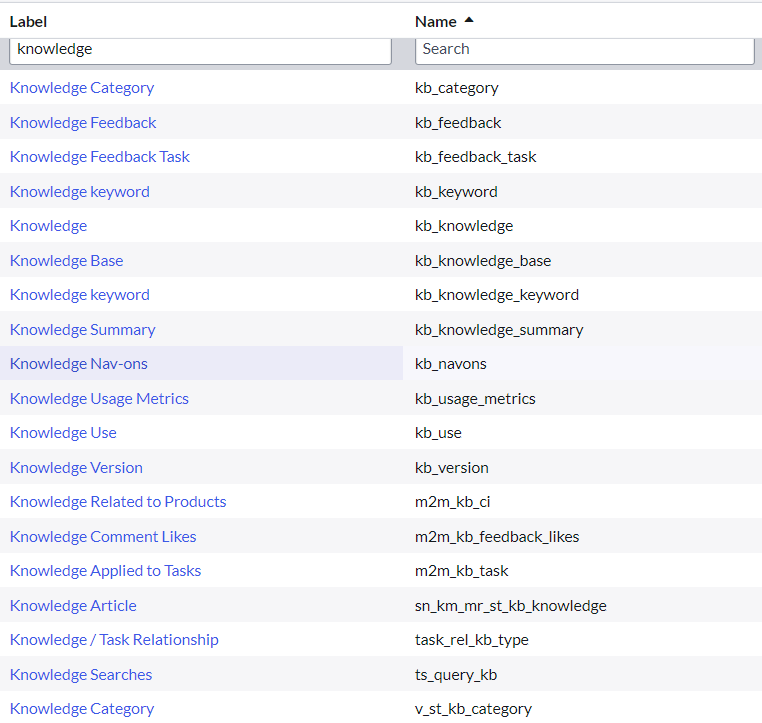 Label Name
knowledge Search
Knowledge Category kb_category
Knowledge Feedback kb_feedback
Knowledge Feedback Task kb_feedback_task
Knowledge keyword kb_keyword
Knowledge kb_knowledge
Knowledge Base kb_knowledge_base
Knowledge keyword kb_knowledge_keyword
Knowledge Summary kb_knowledge_summary
Knowledge Nav-ons kb_navons
Knowledge Usage Metrics kb_usage_metrics
Knowledge Use kb_use
Knowledge Version kb_version
Knowledge Related to Products m2m_kb_ci
Knowledge Comment Likes m2m_kb_feedback_likes
Knowledge Applied to Tasks m2m_kb_task
Knowledge Article sn_km_mr_st_kb_knowledge
Knowledge / Task Relationship task_rel_kb_type
Knowledge Searches ts_query_kb
Knowledge Category v_st_kb_category